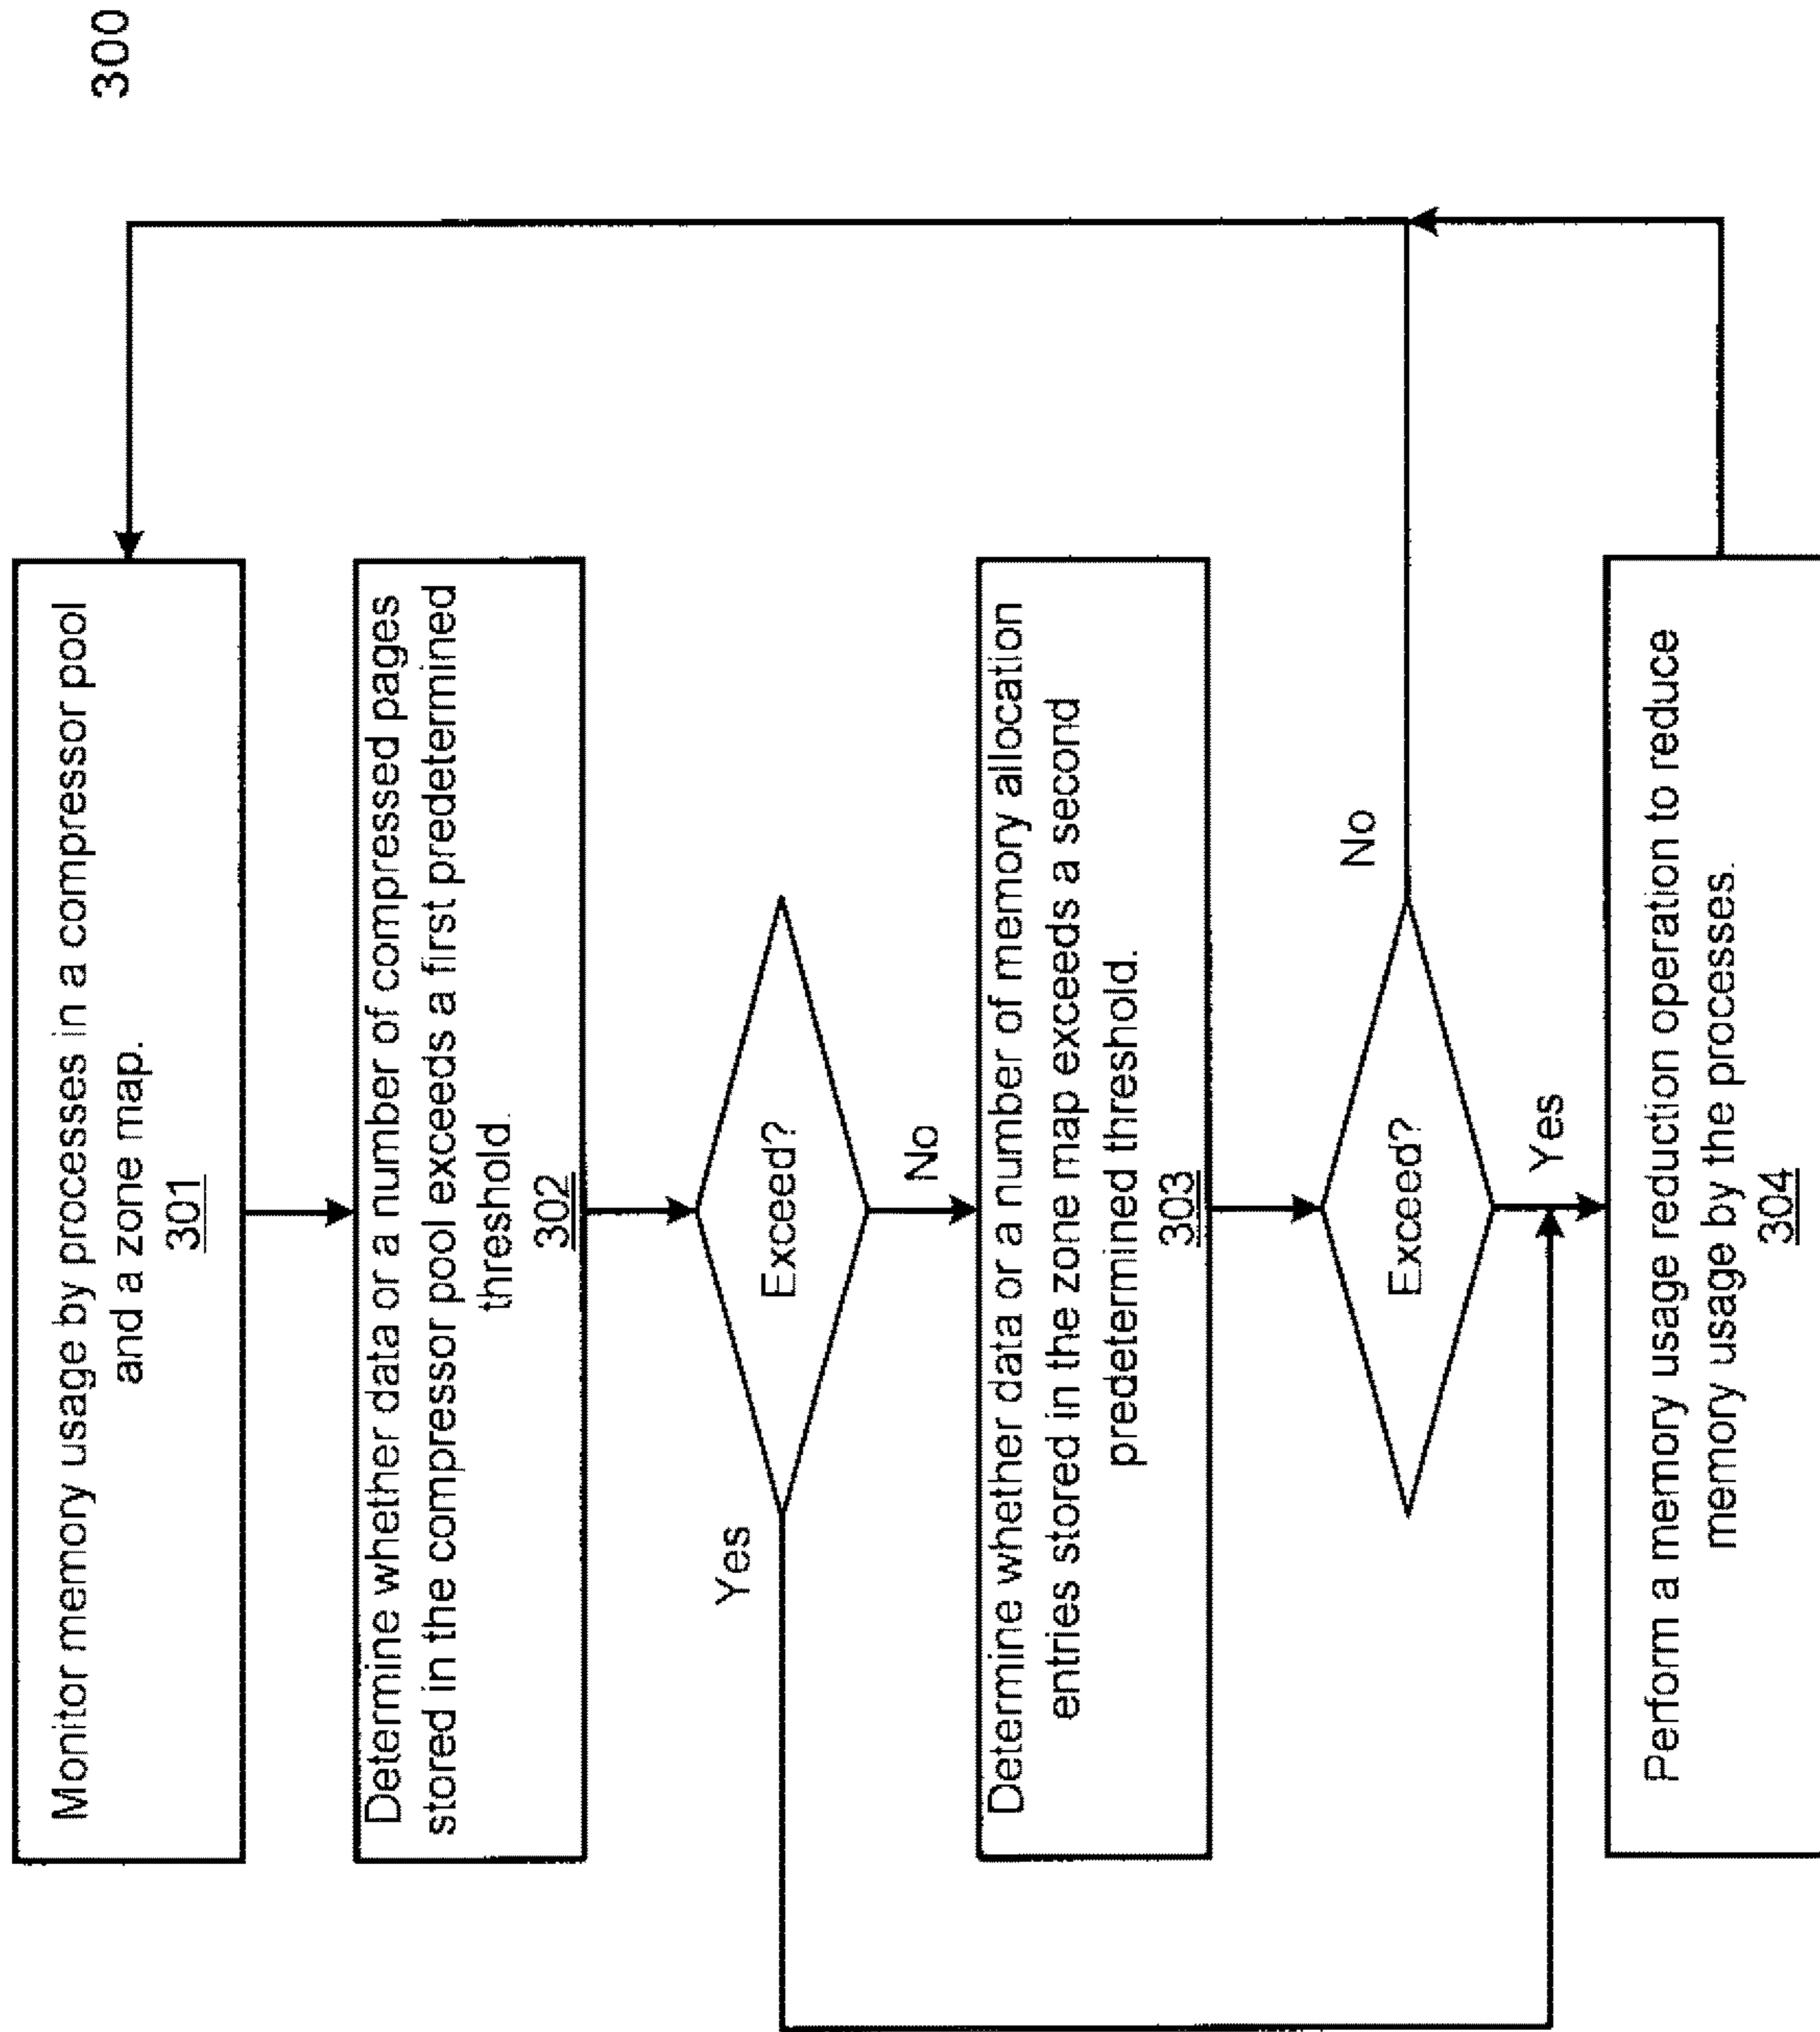 300
Monitor memory usage by processes in a compressor pool
and a zone map.
301
Determine whether data or a number of compressed pages
stored in the compressor pool exceeds a first predetermined
threshold.
302
Exceed?
Yes
No
Determine whether data or a number of memory allocation
entries stored in the zone map exceeds a second
predetermined threshold.
303
Exceed?
No
Yes
Perform a memory usage reduction operation to reduce
memory usage by the processes.
304